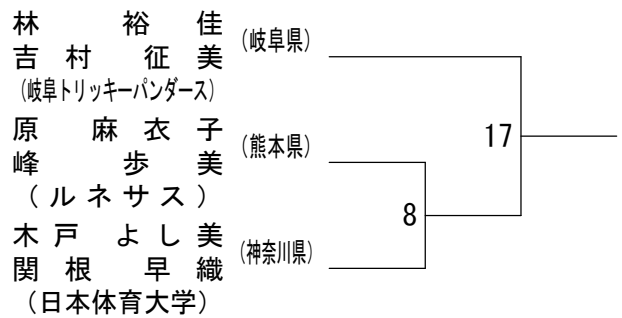 林 裕佳
吉村 征美
(岐阜県)
(岐阜トリッキーパンダース)
原 麻衣子
峰 歩美
(熊本県)
(ルネサス)
木戸 よし美
関根 早織
(神奈川県)
(日本体育大学)
17
8